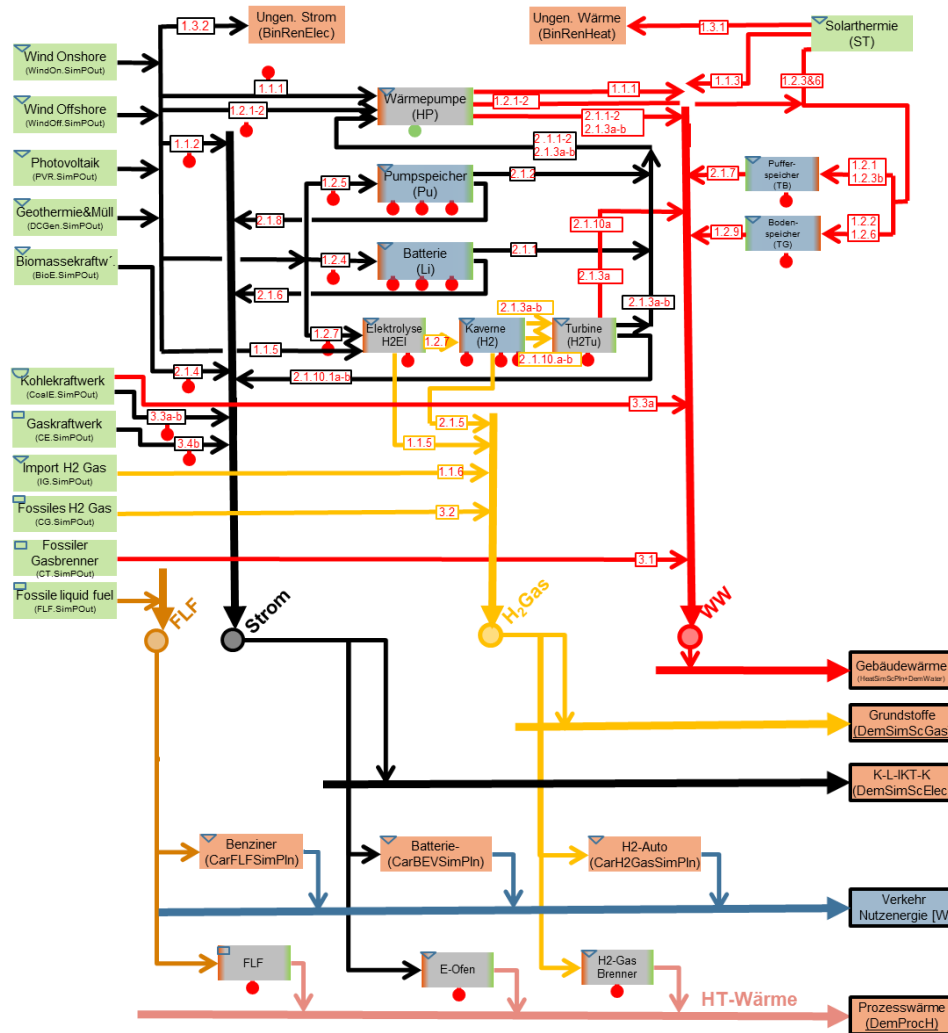 Ungen. Strom
(BinRenElec)
Ungen. Wärme
(BinRenHeat)
Solarthermie
(ST)
1.3.2
1.3.1
Wind Onshore
(WindOn.SimPOut)
1.1.1
1.1.1
1.1.3
1.2.3&6
Wind Offshore
(WindOff.SimPOut)
1.2.1-2
Wärmepumpe
(HP)
1.2.1-2
2.1.1-2
2.1.3a-b
1.1.2
2.1.1-2
2.1.3a-b
Photovoltaik
(PVR.SimPOut)
1.2.5
Pumpspeicher
(Pu)
2.1.2
2.1.7
Puffer-
speicher
(TB)
1.2.1
1.2.3b
Geothermie&Müll
(DCGen.SimPOut)
2.1.8
2.1.10a
1.2.9
Boden-
speicher
(TG)
1.2.2
1.2.6
Biomassekraftw´.
(BioE.SimPOut)
1.2.4
Batterie
(Li)
2.1.1
2.1.3a
2.1.6
2.1.3a-b
2.1.3a-b
1.2.7
Elektrolyse
H2El
1.2.7
Kaverne
(H2)
Turbine
(H2Tu)
1.1.5
2.1.10.a-b
2.1.4
2.1.10.1a-b
Kohlekraftwerk
(CoalE.SimPOut)
3.3a
3.3a-b
2.1.5
Gaskraftwerk
(CE.SimPOut)
3.4b
1.1.5
Import H2 Gas
(IG.SimPOut)
1.1.6
Fossiles H2 Gas
(CG.SimPOut)
3.2
Fossiler
Gasbrenner
(CT.SimPOut)
3.1
Fossile liquid fuel
(FLF.SimPOut)
FLF
Strom
H₂Gas
WW
Gebäudewärme
(HeatSimScPln+DemWater)
Grundstoffe
(DemSimScGas
K-L-IKT-K
(DemSimScElec
Benziner
(CarFLFSimPln)
Batterie-
(CarBEVSimPln)
H2-Auto
(CarH2GasSimPln)
Verkehr
Nutzenergie [W
FLF
E-Ofen
H2-Gas
Brenner
HT-Wärme
Prozesswärme
(DemProcH)